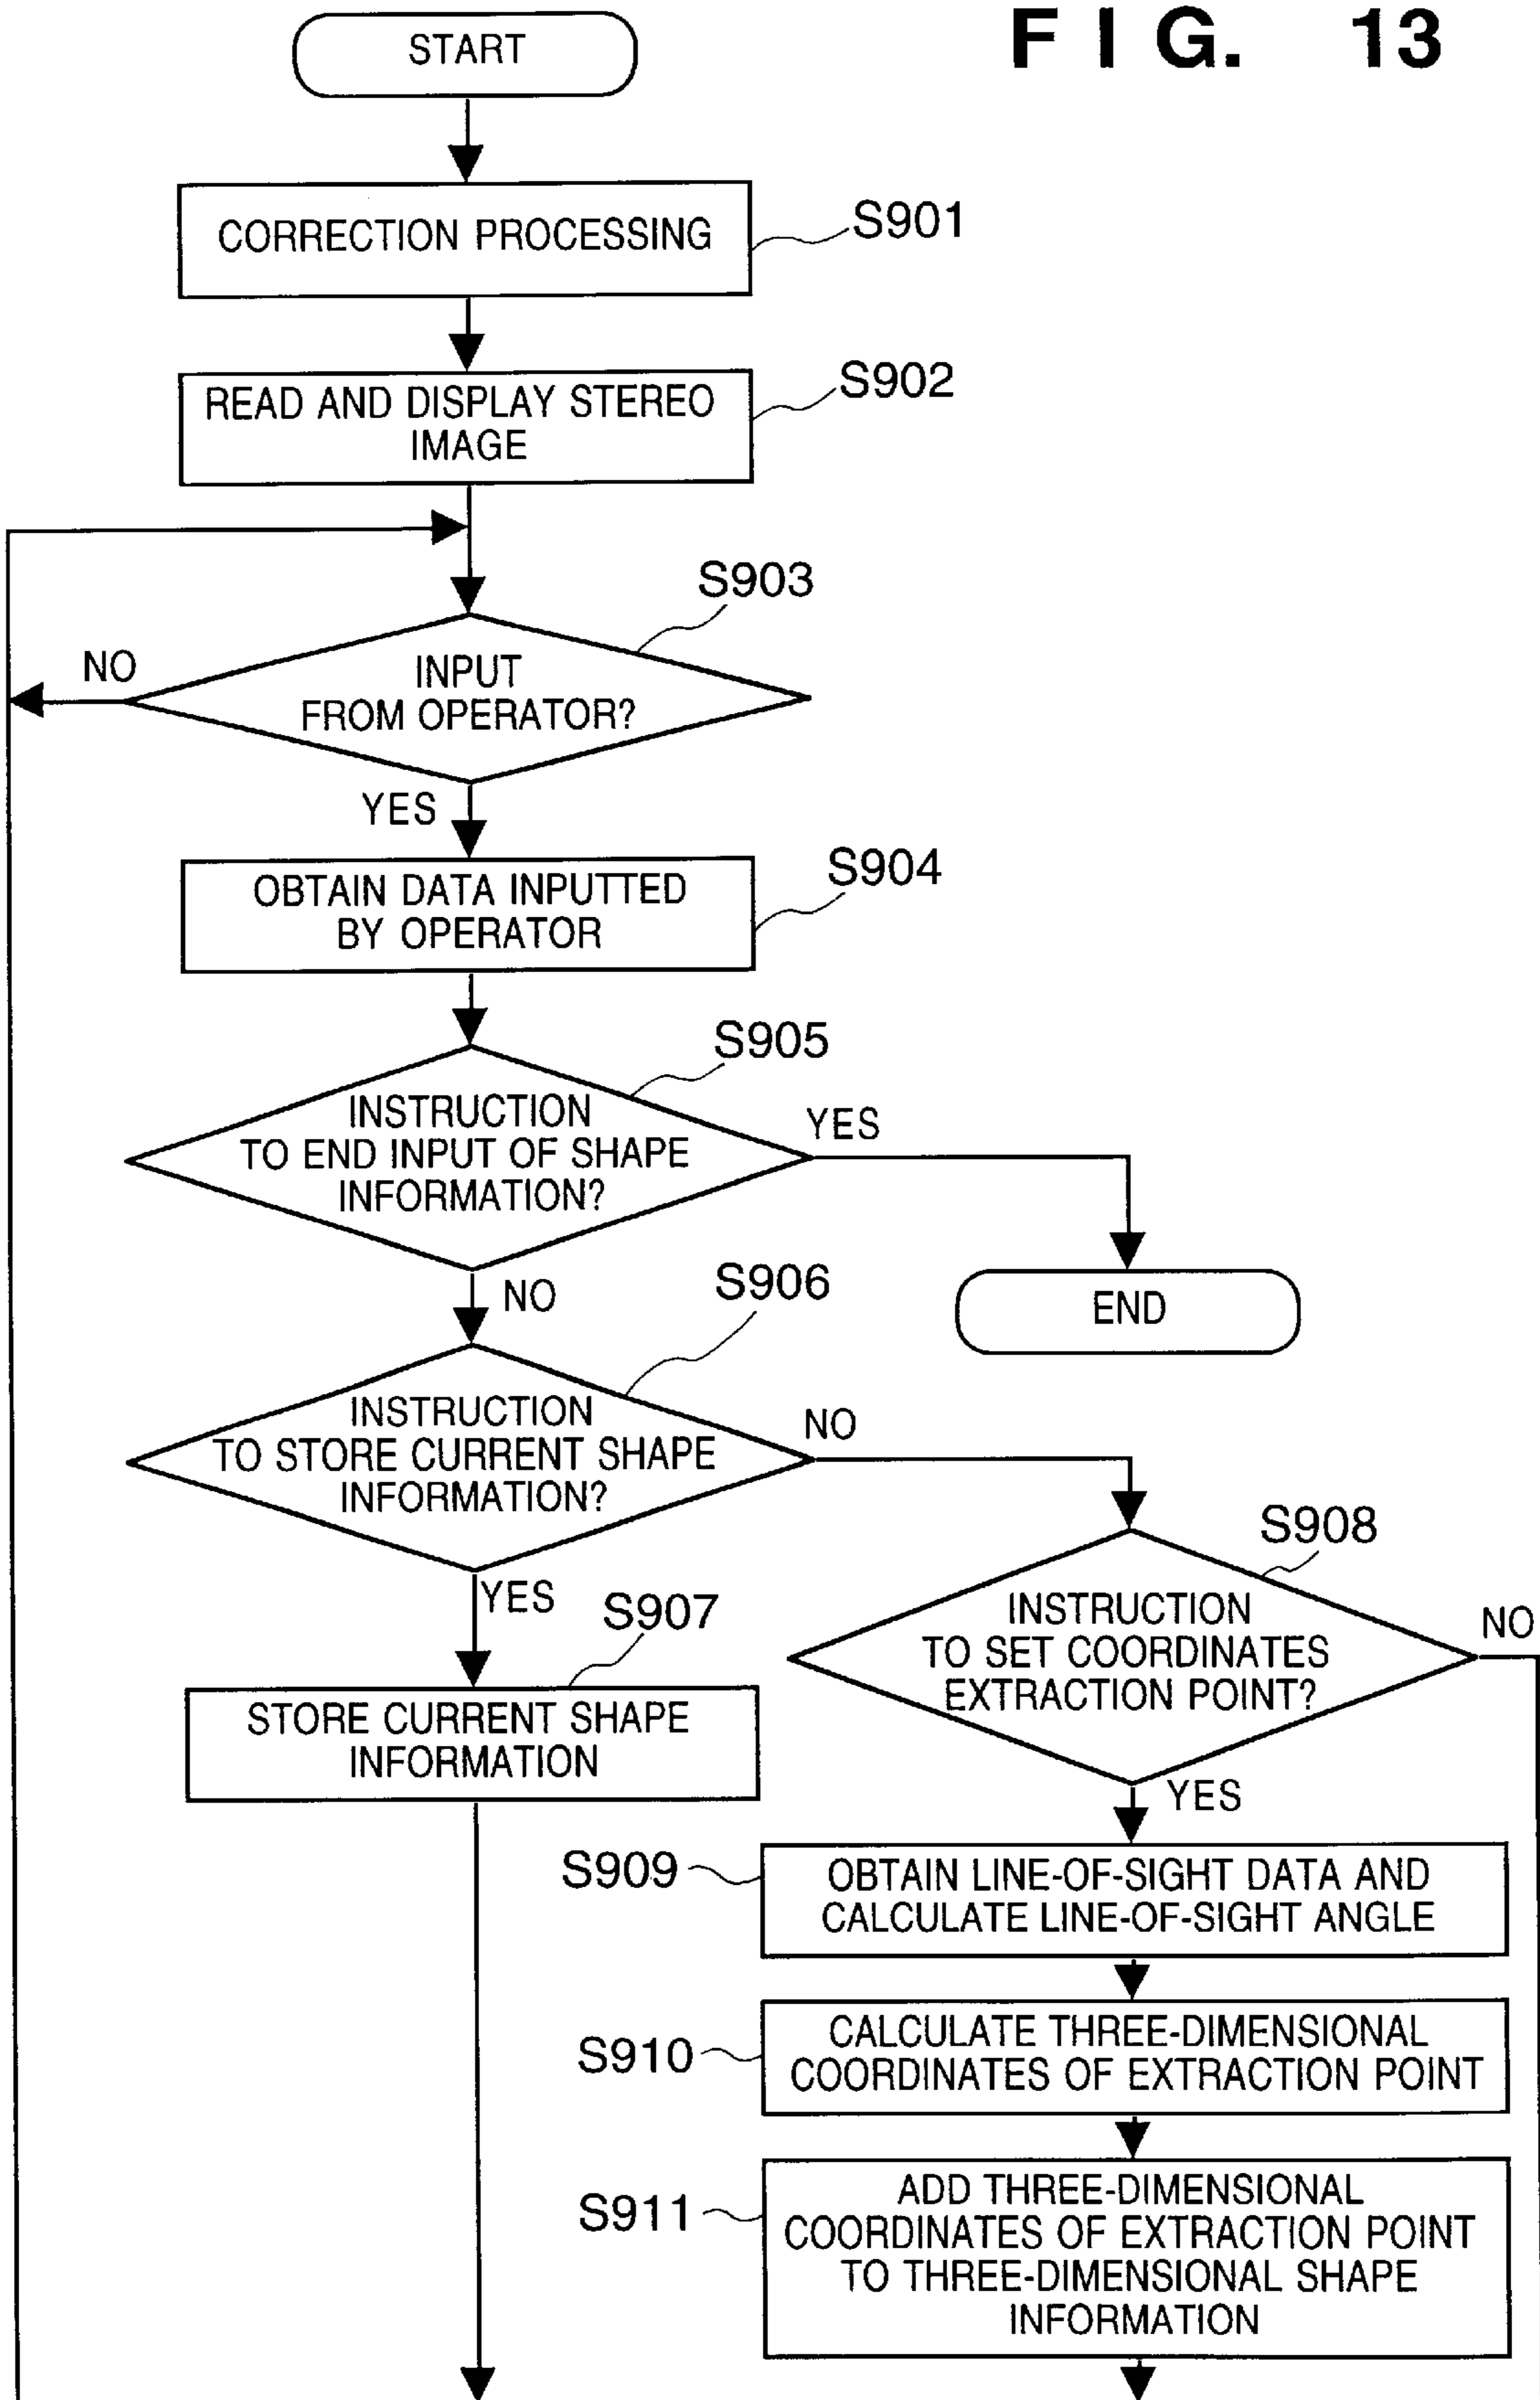 FIG. 13
START
CORRECTION PROCESSING
S901
READ AND DISPLAY STEREO
IMAGE
S902
S903
NO
INPUT
FROM OPERATOR?
YES
OBTAIN DATA INPUTTED
BY OPERATOR
S904
S905
INSTRUCTION
TO END INPUT OF SHAPE
INFORMATION?
YES
END
NO
S906
INSTRUCTION
TO STORE CURRENT SHAPE
INFORMATION?
NO
YES
S907
STORE CURRENT SHAPE
INFORMATION
S908
INSTRUCTION
TO SET COORDINATES
EXTRACTION POINT?
NO
YES
S909
OBTAIN LINE-OF-SIGHT DATA AND
CALCULATE LINE-OF-SIGHT ANGLE
S910
CALCULATE THREE-DIMENSIONAL
COORDINATES OF EXTRACTION POINT
S911
ADD THREE-DIMENSIONAL
COORDINATES OF EXTRACTION POINT
TO THREE-DIMENSIONAL SHAPE
INFORMATION